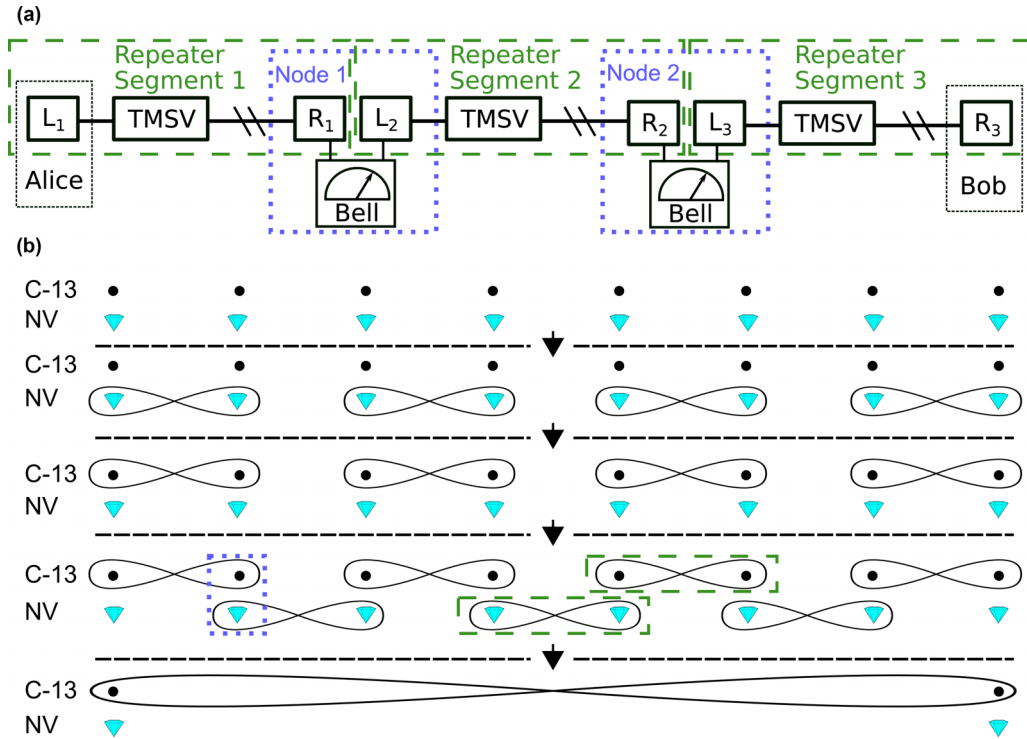 (a)
Repeater
Segment 1
Node 1
Repeater
Segment 2
Node 2
Repeater
Segment 3
L1
TMSV
R1
L2
TMSV
R2
L3
TMSV
R3
Alice
Bell
Bell
Bob
(b)
C-13
NV
C-13
NV
C-13
NV
C-13
NV
C-13
NV